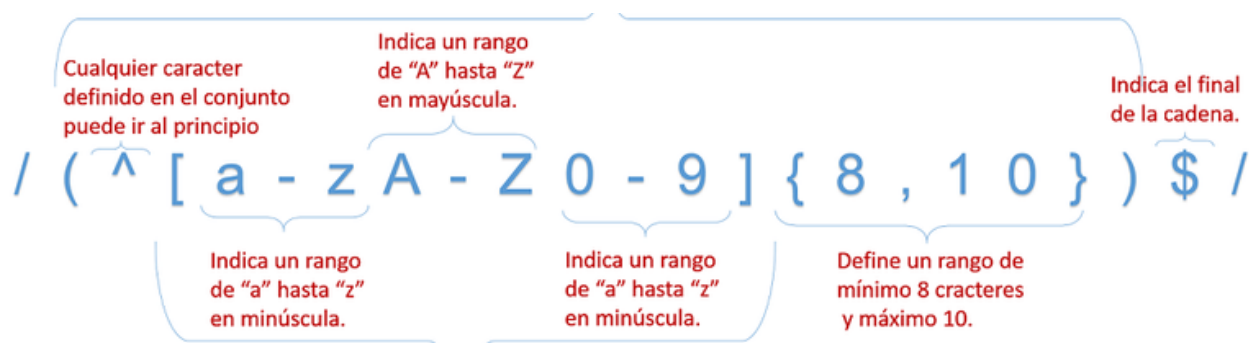 Indica un rango
de “A” hasta “Z”
en mayúscula.
Cualquier caracter
definido en el conjunto
puede ir al principio
Indica el final
de la cadena.
/ ( ^ [ a - z A - Z 0 - 9 ] { 8 , 1 0 } ) $ /
Indica un rango
de “a” hasta “z”
en minúscula.
Indica un rango
de “a” hasta “z”
en minúscula.
Define un rango de
mínimo 8 cracteres
y máximo 10.